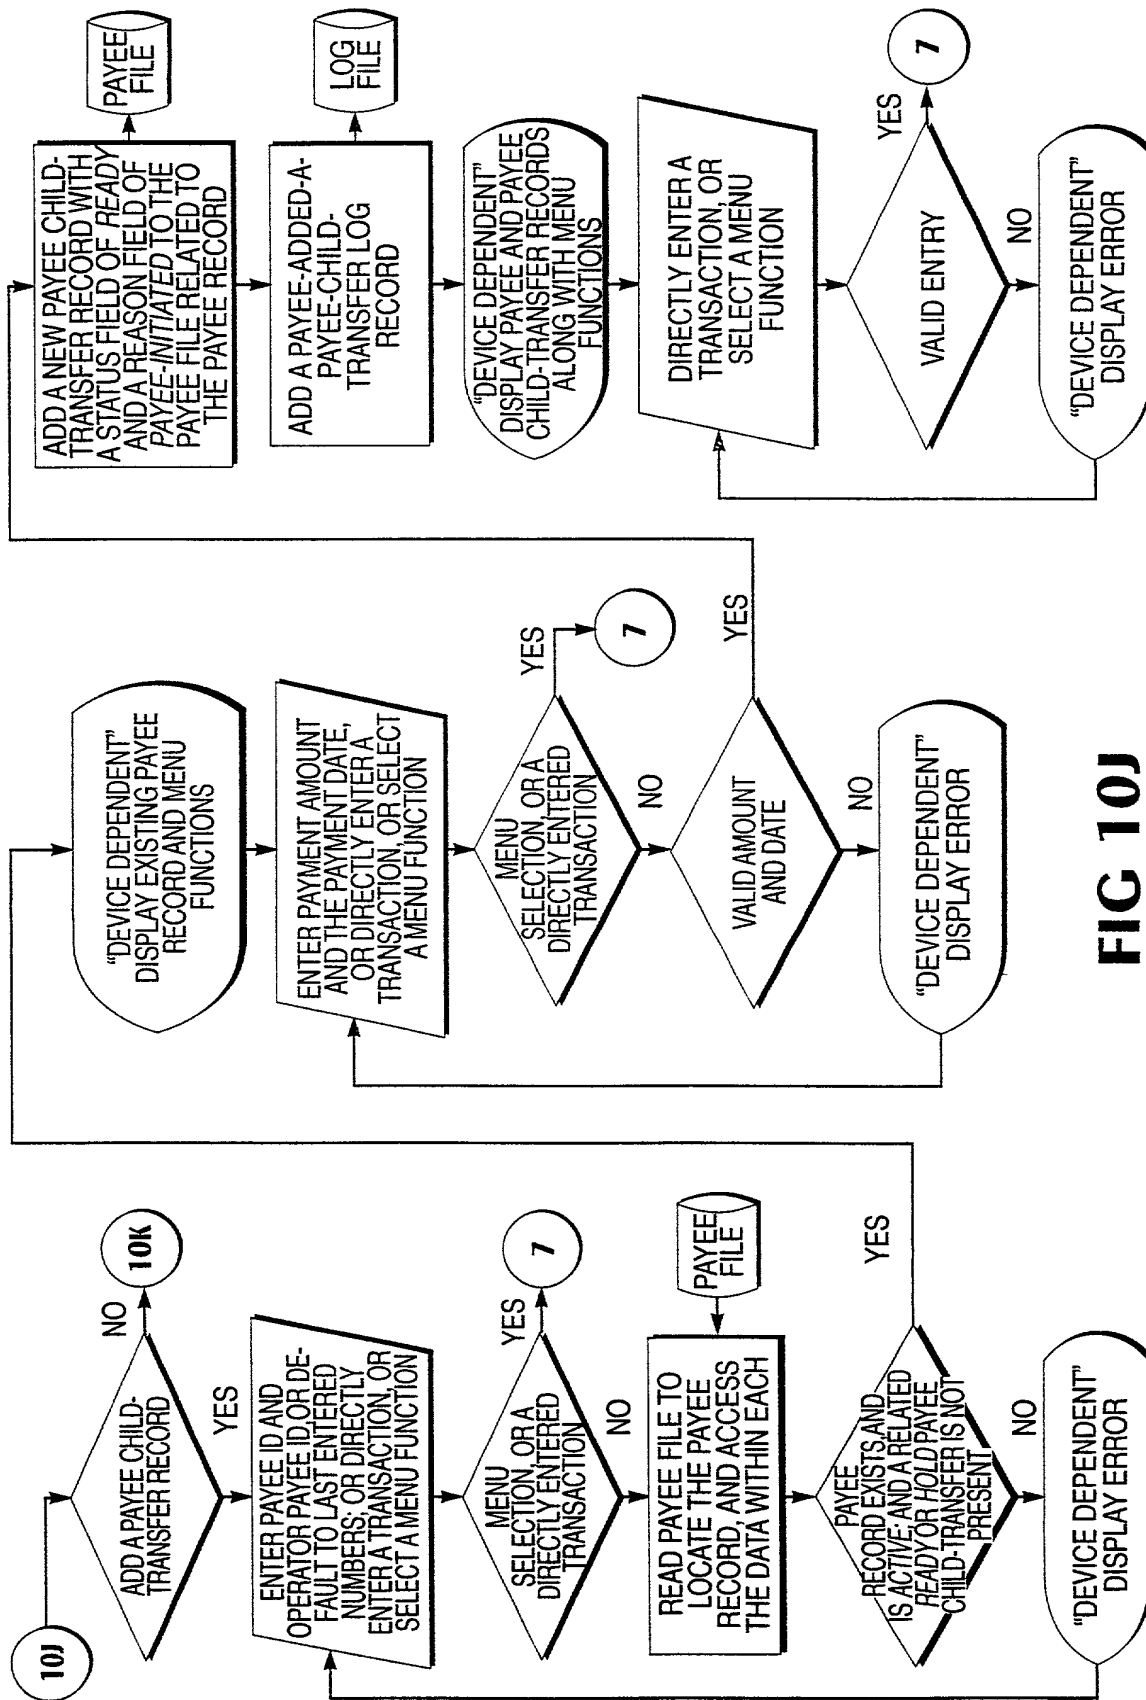 10J
ADD A PAYEE CHILD-
TRANSFER RECORD
NO
10K
YES
ENTER PAYEE ID AND
OPERATOR PAYEE ID, OR DE-
FAULT TO LAST ENTERED
NUMBERS; OR DIRECTLY
ENTER A TRANSACTION, OR
SELECT A MENU FUNCTION
MENU
SELECTION, OR A
DIRECTLY ENTERED
TRANSACTION
YES
7
NO
READ PAYEE FILE TO
LOCATE THE PAYEE
RECORD, AND ACCESS
THE DATA WITHIN EACH
PAYEE
FILE
PAYEE
RECORD EXISTS, AND
IS ACTIVE; AND A RELATED
READY OR HOLD PAYEE
CHILD-TRANSFER IS NOT
PRESENT
YES
NO
"DEVICE DEPENDENT"
DISPLAY ERROR
"DEVICE DEPENDENT"
DISPLAY EXISTING PAYEE
RECORD AND MENU
FUNCTIONS
ENTER PAYMENT AMOUNT
AND THE PAYMENT DATE,
OR DIRECTLY ENTER A
TRANSACTION, OR SELECT
A MENU FUNCTION
MENU
SELECTION, OR A
DIRECTLY ENTERED
TRANSACTION
YES
7
NO
VALID AMOUNT
AND DATE
YES
NO
"DEVICE DEPENDENT"
DISPLAY ERROR
ADD A NEW PAYEE CHILD-
TRANSFER RECORD WITH
A STATUS FIELD OF READY
AND A REASON FIELD OF
PAYEE-INITIATED TO THE
PAYEE FILE RELATED TO
THE PAYEE RECORD
PAYEE
FILE
ADD A PAYEE-ADDED-A-
PAYEE-CHILD-
TRANSFER LOG
RECORD
LOG
FILE
"DEVICE DEPENDENT"
DISPLAY PAYEE AND PAYEE
CHILD-TRANSFER RECORDS
ALONG WITH MENU
FUNCTIONS
DIRECTLY ENTER A
TRANSACTION, OR
SELECT A MENU
FUNCTION
VALID ENTRY
YES
7
NO
"DEVICE DEPENDENT"
DISPLAY ERROR
FIG 10J